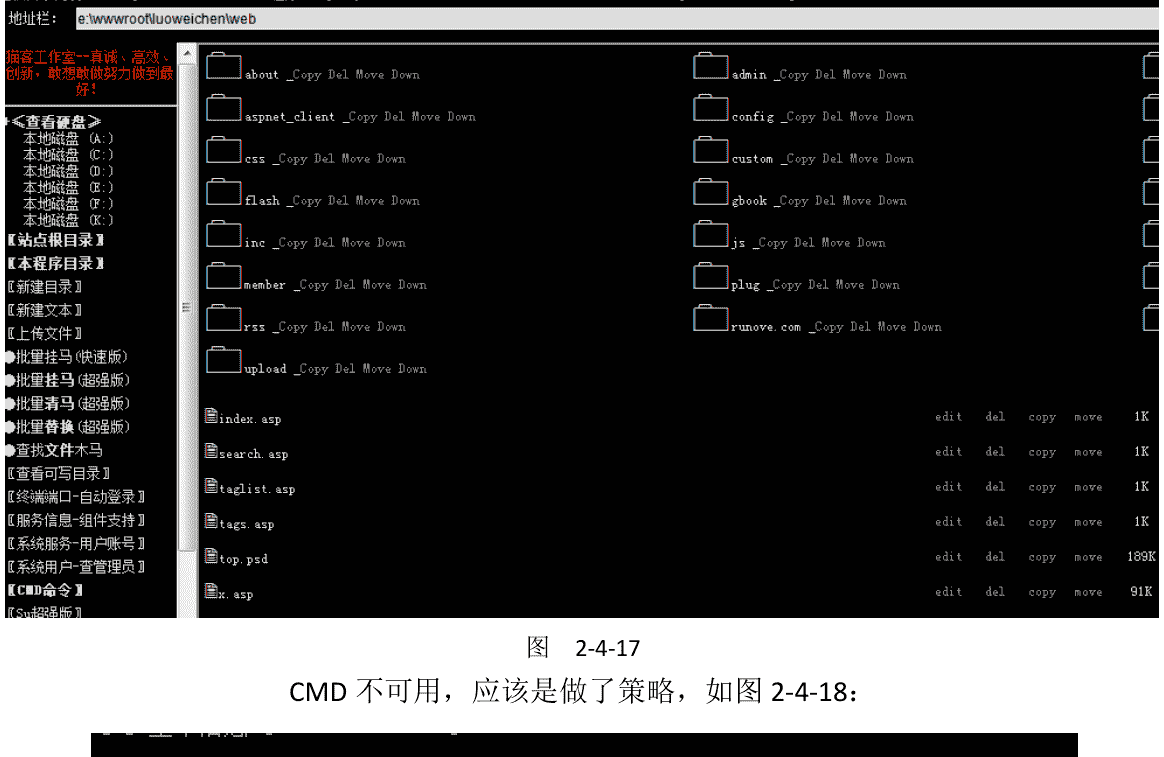 地址栏： e:\wwwroot\luoweichen\web
猫客工作室--真诚、高效、
创新，敢想敢做努力做到最
好！
≪查看硬盘≫
本地磁盘 (A:)
本地磁盘 (C:)
本地磁盘 (D:)
本地磁盘 (E:)
本地磁盘 (F:)
本地磁盘 (K:)
〖站点根目录〗
〖本程序目录〗
〖新建目录〗
〖新建文本〗
〖上传文件〗
●批量挂马(快速版)
●批量挂马(超强版)
●批量清马(超强版)
●批量替换(超强版)
●查找文件木马
〖查看可写目录〗
〖终端端口-自动登录〗
〖服务信息-组件支持〗
〖系统服务-用户账号〗
〖系统用户-查管理员〗
〖CMD命令〗
〖Su超强版〗
about _Copy Del Move Down admin _Copy Del Move Down
aspnet_client _Copy Del Move Down config _Copy Del Move Down
css _Copy Del Move Down custom _Copy Del Move Down
flash _Copy Del Move Down gbook _Copy Del Move Down
inc _Copy Del Move Down js _Copy Del Move Down
member _Copy Del Move Down plug _Copy Del Move Down
rss _Copy Del Move Down runove.com _Copy Del Move Down
upload _Copy Del Move Down
index.asp edit del copy move 1K
search.asp edit del copy move 1K
taglist.asp edit del copy move 1K
tags.asp edit del copy move 1K
top.psd edit del copy move 189K
x.asp edit del copy move 91K
图 2-4-17
CMD 不可用，应该是做了策略，如图 2-4-18：